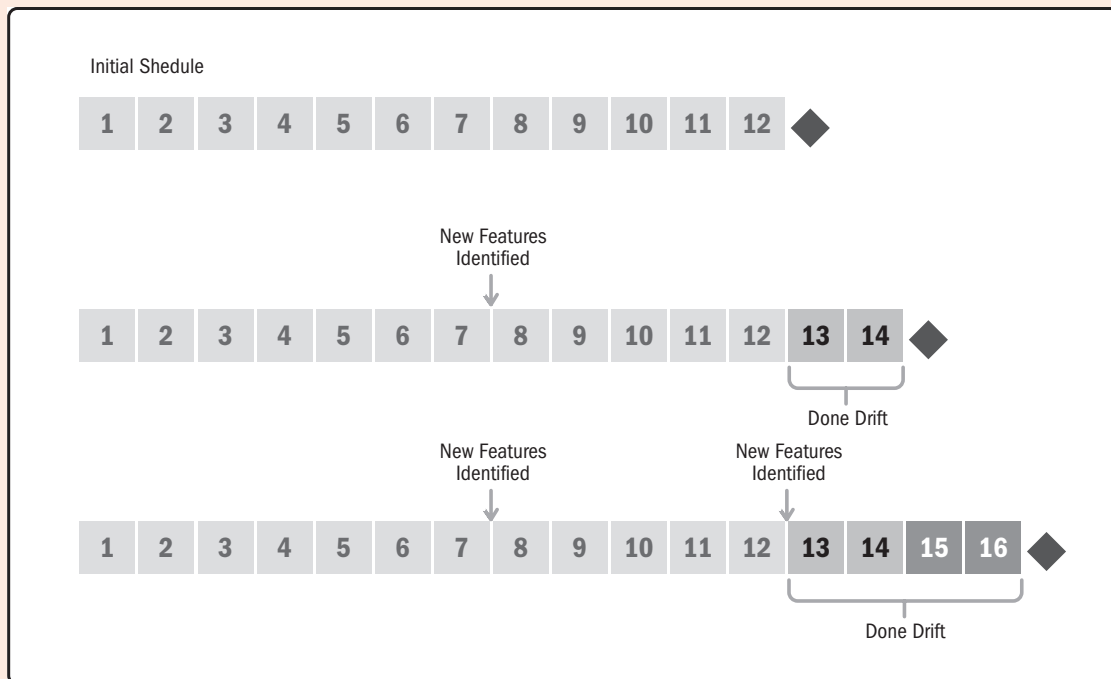 Initial Shedule
1 2 3 4 5 6 7 8 9 10 11 12
New Features
Identified
1 2 3 4 5 6 7 8 9 10 11 12 13 14
Done Drift
New Features
Identified
New Features
Identified
1 2 3 4 5 6 7 8 9 10 11 12 13 14 15 16
Done Drift